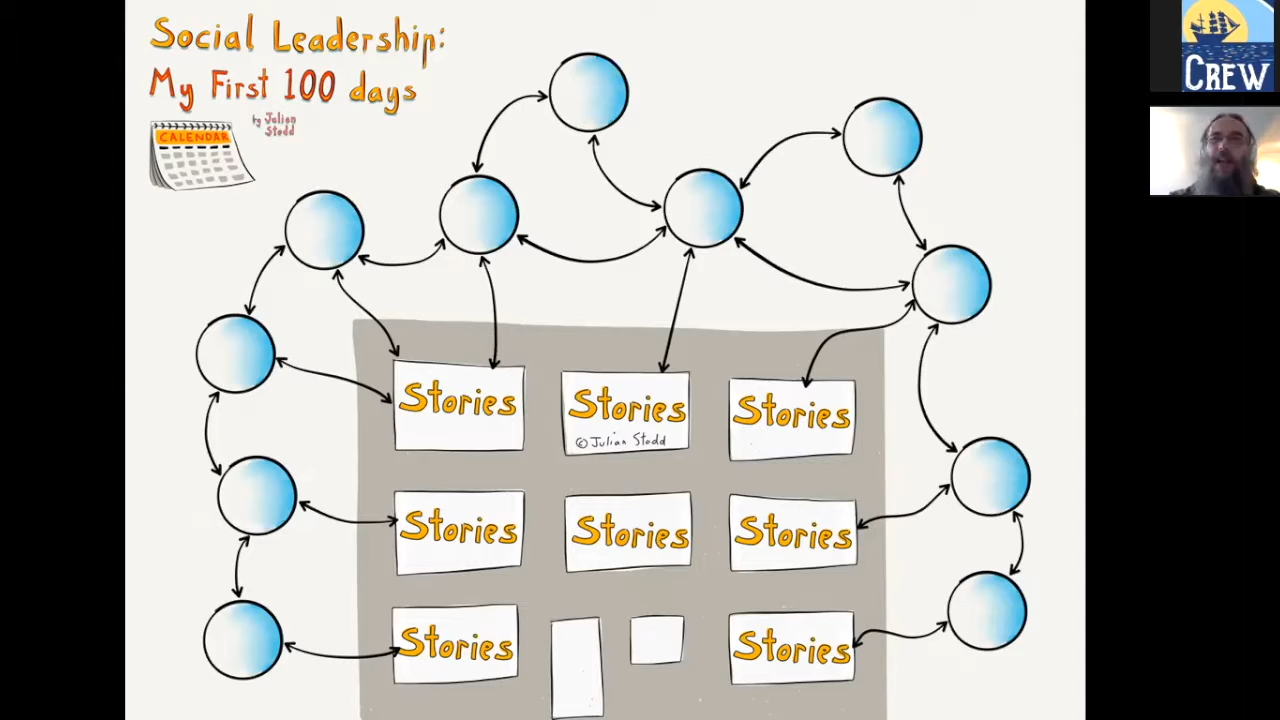 Social Leadership:
My First 100 days
by Julian
Stodd
CALENDAR
CREW
Stories
Stories
Stories
© Julian Stodd
Stories
Stories
Stories
Stories
Stories